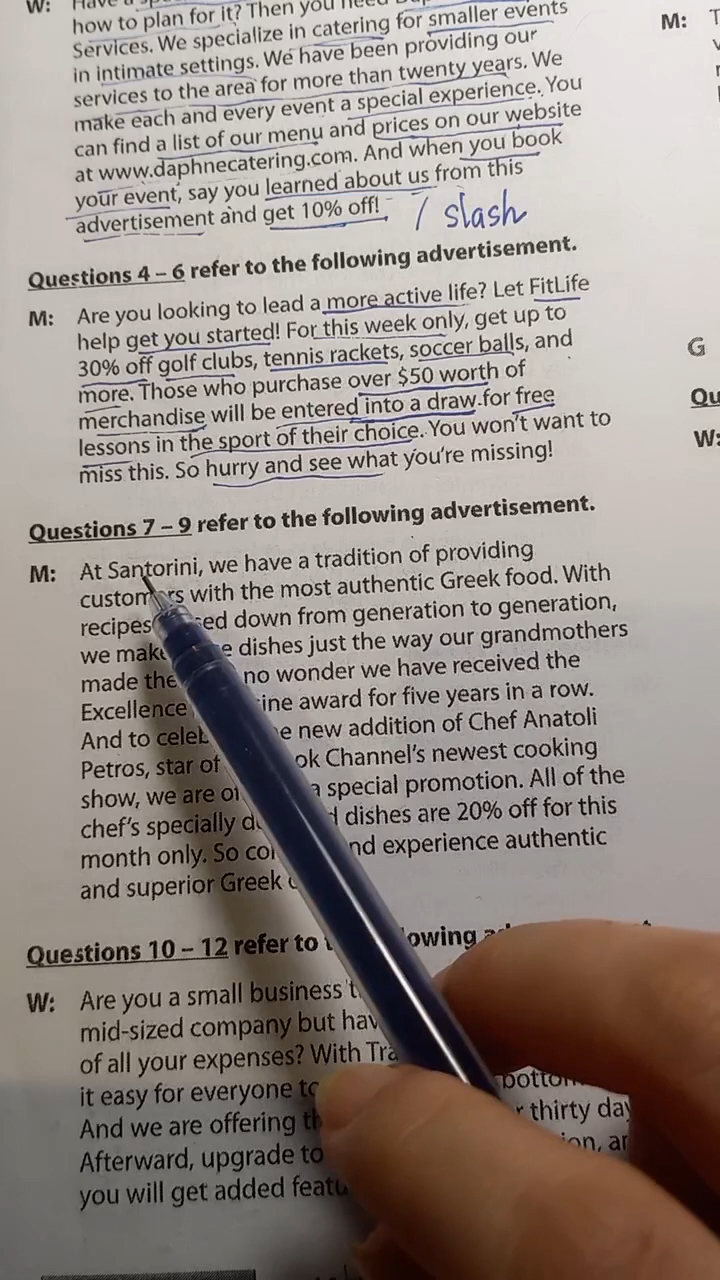 W: Have a
how to plan for it? Then you need
Services. We specialize in catering for smaller events
in intimate settings. We have been providing our
services to the area for more than twenty years. We
make each and every event a special experience. You
can find a list of our menu and prices on our website
at www.daphnecatering.com. And when you book
your event, say you learned about us from this
advertisement and get 10% off! / slash
Questions 4 – 6 refer to the following advertisement.
M: Are you looking to lead a more active life? Let FitLife
help get you started! For this week only, get up to
30% off golf clubs, tennis rackets, soccer balls, and
more. Those who purchase over $50 worth of
merchandise will be entered into a draw for free
lessons in the sport of their choice. You won't want to
miss this. So hurry and see what you're missing!
Questions 7 – 9 refer to the following advertisement.
M: At Santorini, we have a tradition of providing
customers with the most authentic Greek food. With
recipes down from generation to generation,
we make dishes just the way our grandmothers
made no wonder we have received the
Excellence award for five years in a row.
And to new addition of Chef Anatoli
Petros, star of Channel's newest cooking
show, we are a special promotion. All of the
chef's specially dishes are 20% off for this
month only. So and experience authentic
and superior Greek
Questions 10 – 12 refer to
W: Are you a small business
mid-sized company but
of all your expenses? With
it easy for everyone to
And we are offering thirty
Afterward, upgrade to
you will get added
M:
G
W: